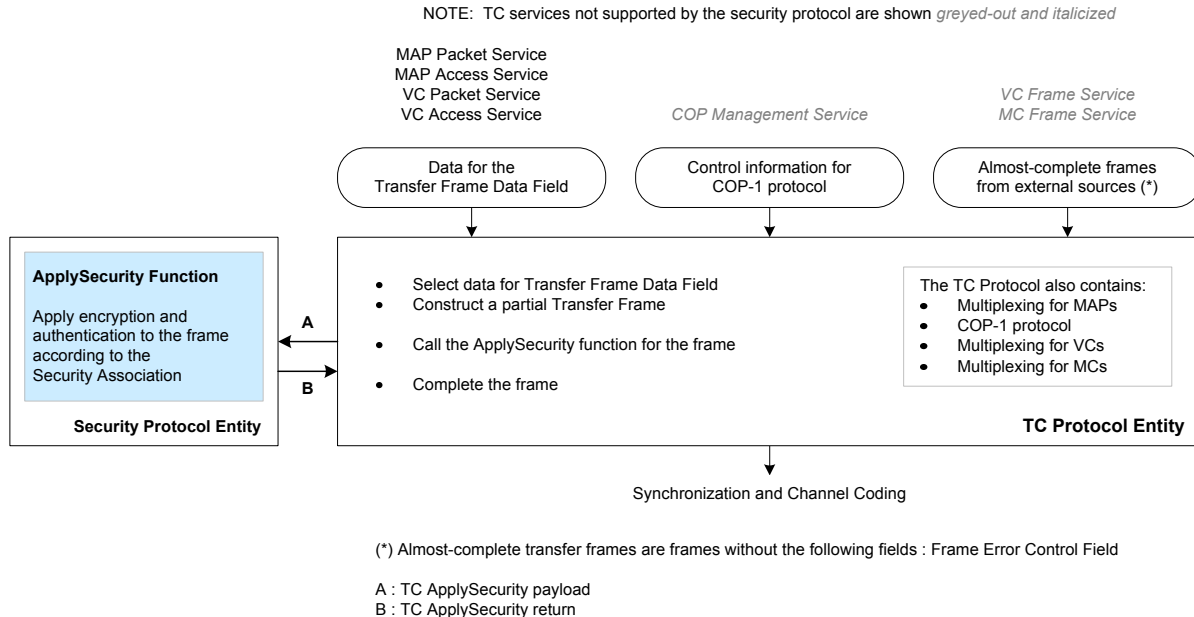 NOTE: TC services not supported by the security protocol are shown greyed-out and italicized
MAP Packet Service
MAP Access Service
VC Packet Service
VC Access Service
COP Management Service
VC Frame Service
MC Frame Service
Data for the
Transfer Frame Data Field
Control information for
COP-1 protocol
Almost-complete frames
from external sources (*)
ApplySecurity Function
Apply encryption and
authentication to the frame
according to the
Security Association
Security Protocol Entity
A
B
• Select data for Transfer Frame Data Field
• Construct a partial Transfer Frame
• Call the ApplySecurity function for the frame
• Complete the frame
The TC Protocol also contains:
• Multiplexing for MAPs
• COP-1 protocol
• Multiplexing for VCs
• Multiplexing for MCs
TC Protocol Entity
Synchronization and Channel Coding
(*) Almost-complete transfer frames are frames without the following fields : Frame Error Control Field
A : TC ApplySecurity payload
B : TC ApplySecurity return